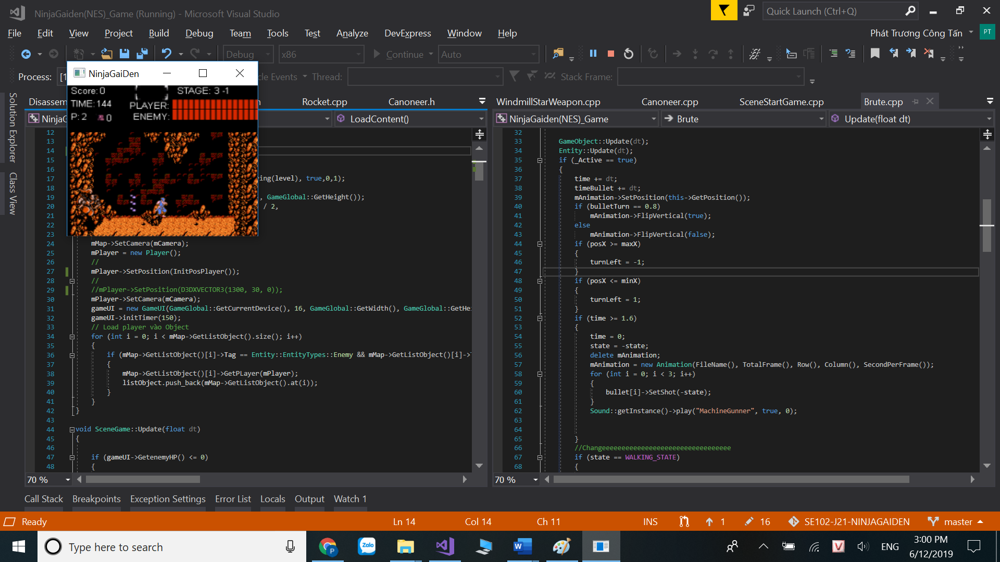 NinjaGaiden(NES)_Game (Running) - Microsoft Visual Studio
Quick Launch (Ctrl+Q)
File Edit View Project Build Debug Team Tools Test Analyze DevExpress Window Help
Phát Trương Công Tấn
PT
Debug x86 Continue Auto
Process: [1
cle Events Thread: Stack Frame:
NinjaGaiDen
Score: 0 STAGE: 3 -1
TIME: 144 PLAYER:
P: 2 0 ENEMY:
Solution Explorer
Class View
Disassem Rocket.cpp Canoneer.h
NinjaG LoadContent()
12
13
14
15
16
17 ing(level), true,0,1);
18
19 , GameGlobal::GetHeight());
20 / 2,
21
22
23
24 mMap->SetCamera(mCamera);
25 mPlayer = new Player();
26 //
27 mPlayer->SetPosition(InitPosPlayer());
28 //
29 //mPlayer->SetPosition(D3DXVECTOR3(1300, 30, 0));
30 mPlayer->SetCamera(mCamera);
31 gameUI = new GameUI(GameGlobal::GetCurrentDevice(), 16, GameGlobal::GetWidth(), GameGlobal::GetHe
32 gameUI->initTimer(150);
33 // Load player vào Object
34 for (int i = 0; i < mMap->GetListObject().size(); i++)
35 {
36 if (mMap->GetListObject()[i]->Tag == Entity::EntityTypes::Enemy && mMap->GetListObject()[i]->
37 {
38 mMap->GetListObject()[i]->GetPLayer(mPlayer);
39 listObject.push_back(mMap->GetListObject().at(i));
40 }
41 }
42 }
43
44 void SceneGame::Update(float dt)
45 {
46
47 if (gameUI->GetenemyHP() <= 0)
48 {
70 %
WindmillStarWeapon.cpp Canoneer.cpp SceneStartGame.cpp Brute.cpp
NinjaGaiden(NES)_Game Brute Update(float dt)
32
33 GameObject::Update(dt);
34 Entity::Update(dt);
35 if (_Active == true)
36 {
37 time += dt;
38 timeBullet += dt;
39 mAnimation->SetPosition(this->GetPosition());
40 if (bulletTurn == 0.8)
41 mAnimation->FlipVertical(true);
42 else
43 mAnimation->FlipVertical(false);
44 if (posX >= maxX)
45 {
46 turnLeft = -1;
47 }
48 if (posX <= minX)
49 {
50 turnLeft = 1;
51 }
52 if (time >= 1.6)
53 {
54 time = 0;
55 state = -state;
56 delete mAnimation;
57 mAnimation = new Animation(FileName(), TotalFrame(), Row(), Column(), SecondPerFrame());
58 for (int i = 0; i < 3; i++)
59 {
60 bullet[i]->SetShot(-state);
61 }
62 Sound::getInstance()->play("MachineGunner", true, 0);
63
64
65 }
66 //Changeeeeeeeeeeeeeeeeeeeeeeeeeeeeeeeee
67 if (state == WALKING_STATE)
68 {
70 %
Call Stack Breakpoints Exception Settings Error List Locals Output Watch 1
Ready Ln 14 Col 14 Ch 11 INS 1 16 SE102-J21-NINJAGAIDEN master
Type here to search
Zalo
ENG
3:00 PM
6/12/2019